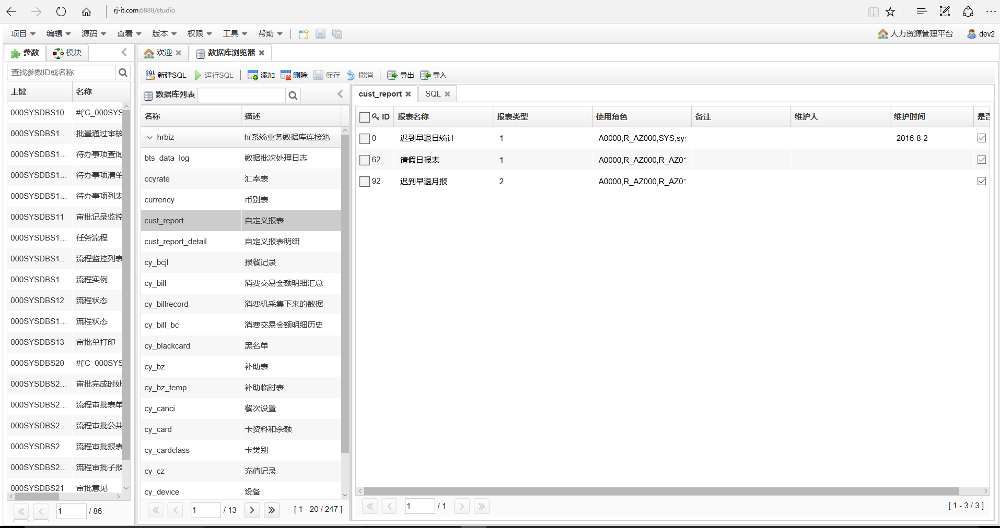 rj-it.com:6888/studio
项目 编辑 源码 查看 版本 权限 工具 帮助 人力资源管理平台 dev2
参数 模块 欢迎 数据库浏览器
查找参数ID或名称
新建SQL 运行SQL 添加 删除 保存 撤消 导出 导入
主键 名称
000SYSDBS10 #{'C_000SYS
000SYSDBS1... 批量通过审核
000SYSDBS1... 待办事项查询
000SYSDBS1... 待办事项清单
000SYSDBS1... 待办事项列表
000SYSDBS11 审批记录监控
000SYSDBS1... 任务流程
000SYSDBS1... 流程监控列表
000SYSDBS1... 流程实例
000SYSDBS12 流程状态
000SYSDBS1... 流程状态
000SYSDBS13 审批单打印
000SYSDBS20 #{'C_000SYS
000SYSDBS2... 审批完成时处
000SYSDBS2... 流程审批表单
000SYSDBS2... 流程审批公共
000SYSDBS2... 流程审批报表
000SYSDBS2... 流程审批子报
000SYSDBS21 审批意见
1 / 86
数据库列表
名称 描述
hrbiz hr系统业务数据库连接池
bts_data_log 数据批次处理日志
ccyrate 汇率表
currency 币别表
cust_report 自定义报表
cust_report_detail 自定义报表明细
cy_bcjl 报餐记录
cy_bill 消费交易金额明细汇总
cy_billrecord 消费机采集下来的数据
cy_bill_bc 消费交易金额明细历史
cy_blackcard 黑名单
cy_bz 补助表
cy_bz_temp 补助临时表
cy_canci 餐次设置
cy_card 卡资料和余额
cy_cardclass 卡类别
cy_cz 充值记录
cy_device 设备
1 / 13 [ 1 - 20 / 247 ]
cust_report SQL
ID 报表名称 报表类型 使用角色 备注 维护人 维护时间 是否
0 迟到早退日统计 1 A0000,R_AZ000,SYS,sys 2016-8-2
62 请假日报表 1 A0000,R_AZ000,R_AZ01
92 迟到早退月报 2 A0000,R_AZ000,R_AZ01
1 / 1 [ 1 - 3 / 3 ]